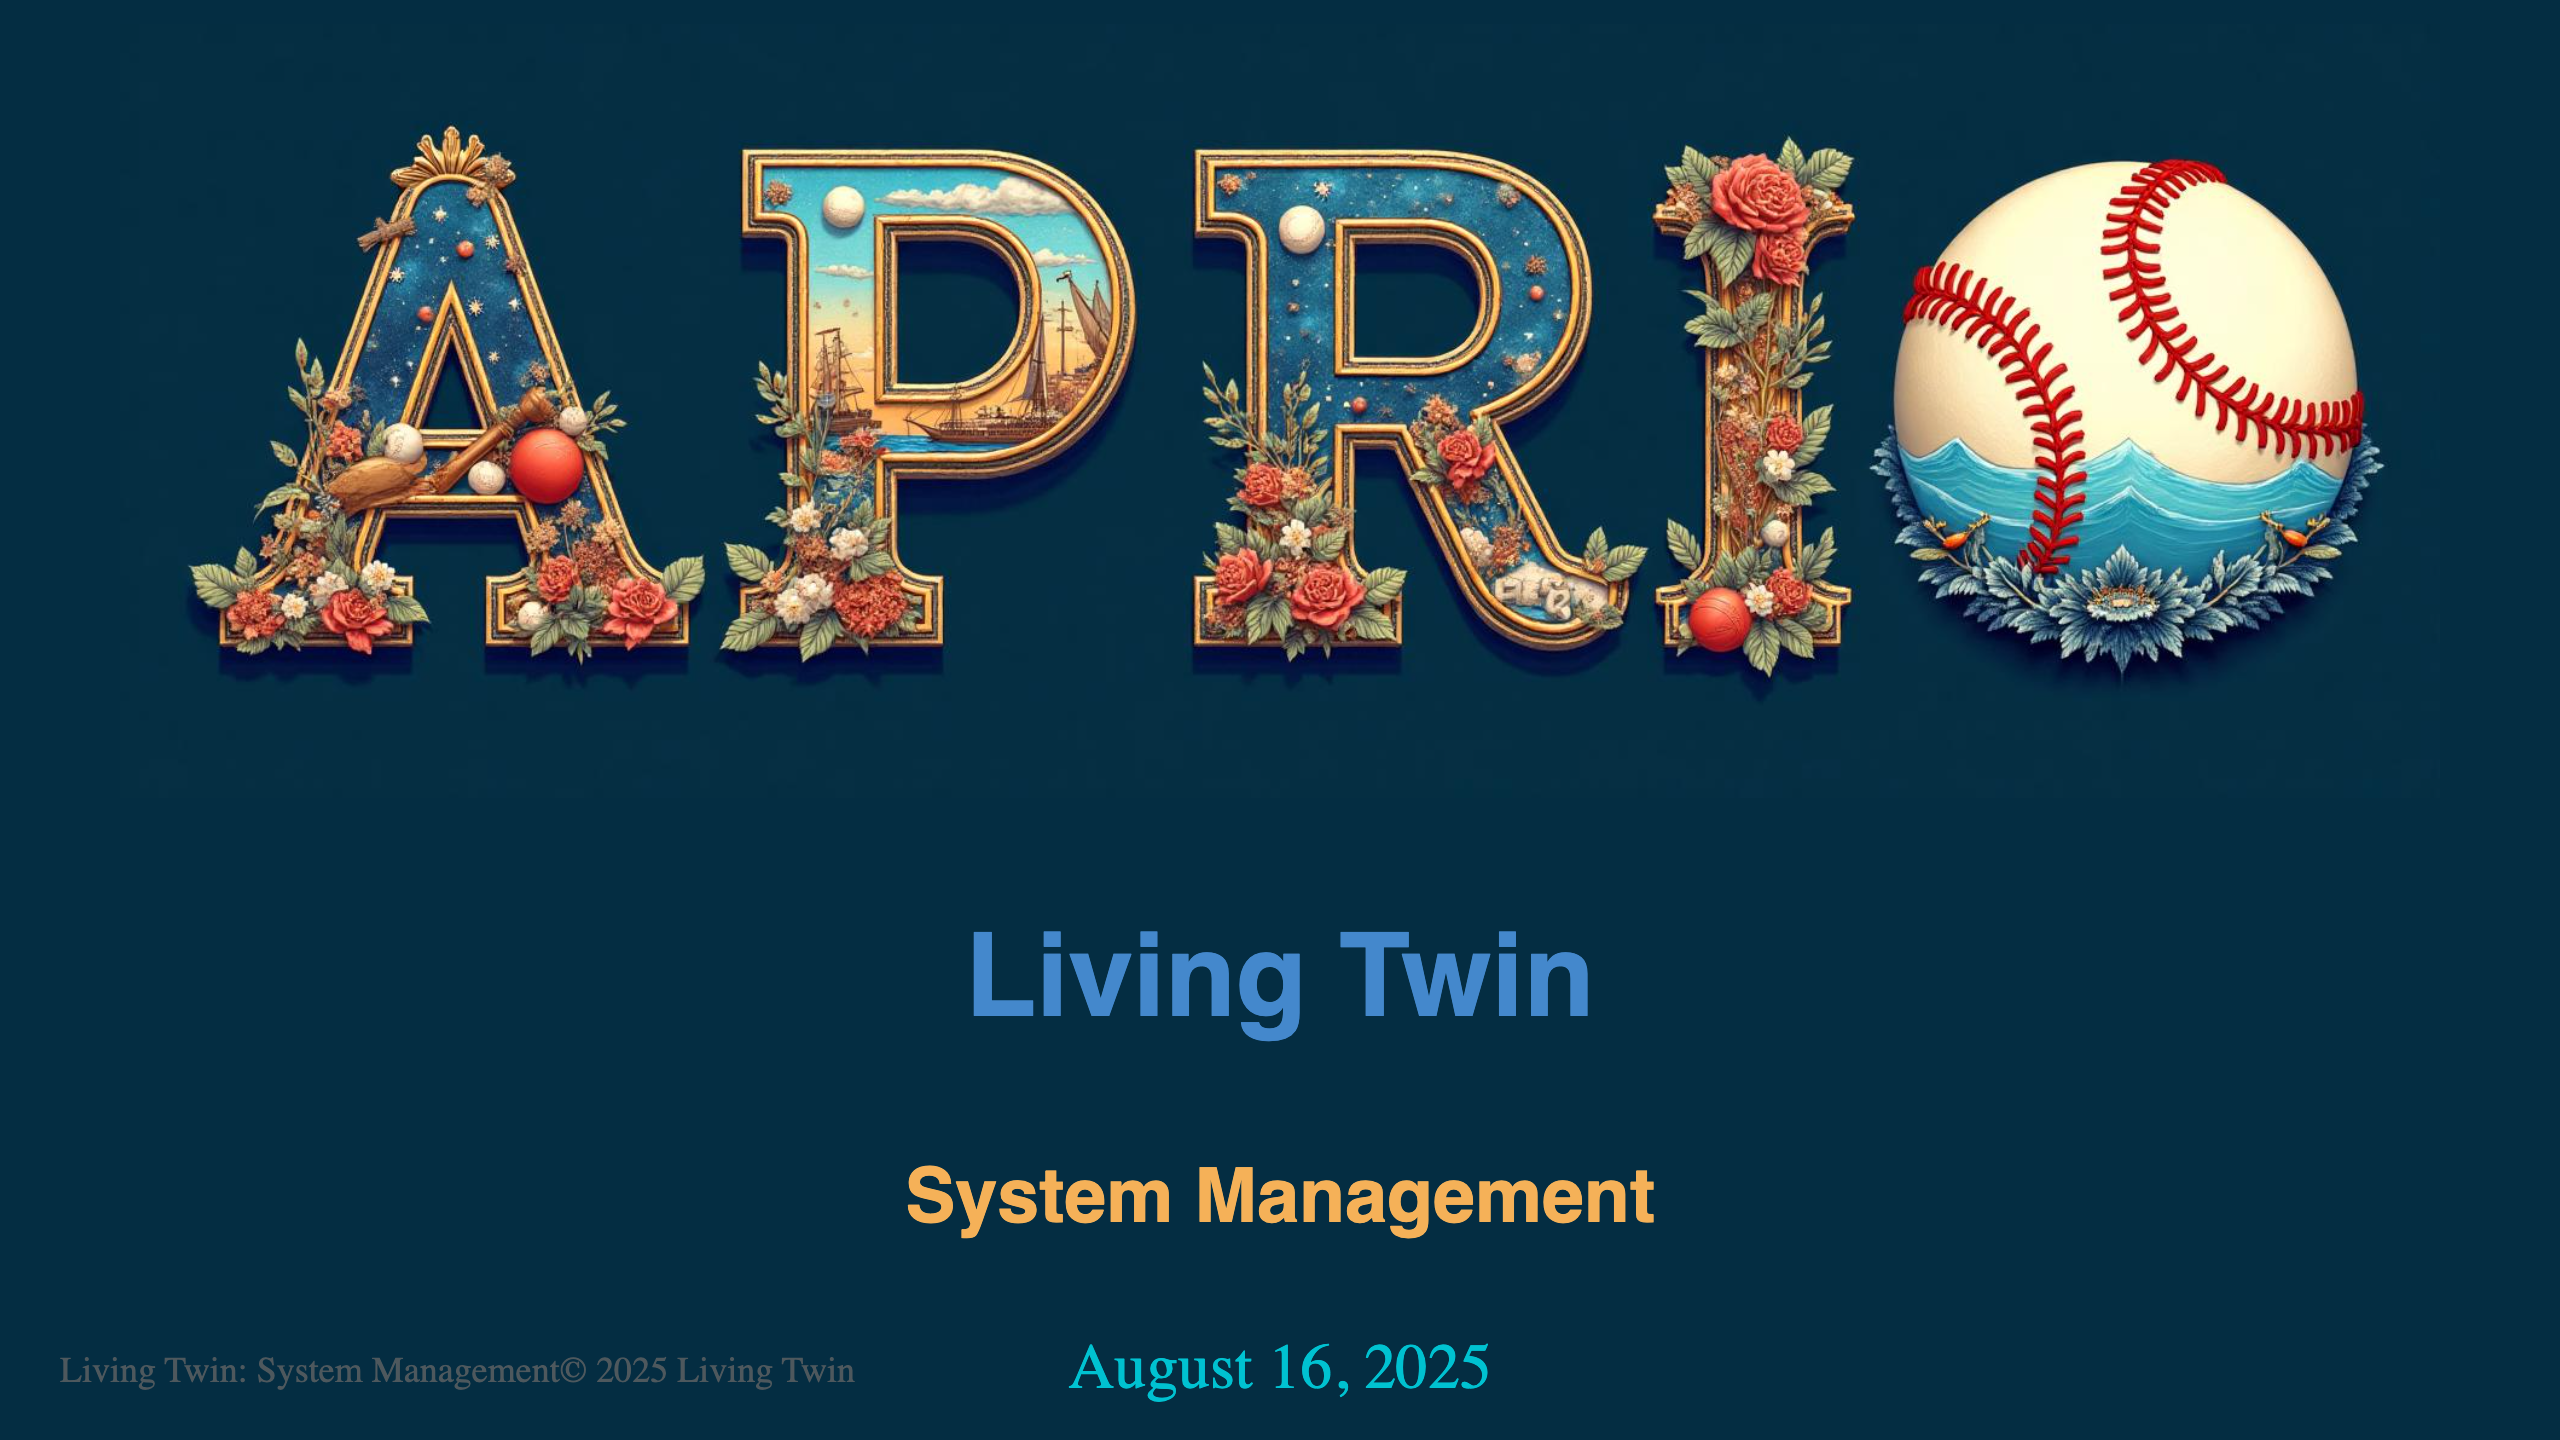 APRIO
Living Twin
System Management
August 16, 2025
Living Twin: System Management© 2025 Living Twin